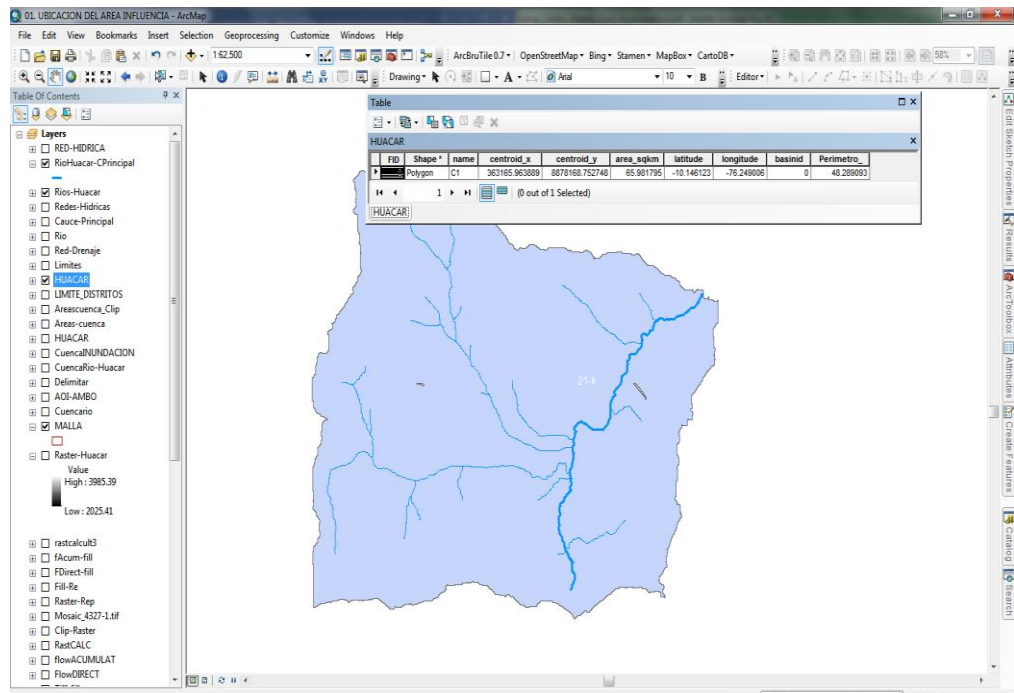 01. UBICACION DEL AREA INFLUENCIA - ArcMap
File Edit View Bookmarks Insert Selection Geoprocessing Customize Windows Help
1:62.500 ArcBruTile 0.7 OpenStreetMap Bing Stamen MapBox CartoDB 58%
Drawing A Arial 10 B Editor
Table Of Contents
Layers
RED-HIDRICA
RioHuacar-CPrincipal
Rios-Huacar
Redes-Hidricas
Cauce-Principal
Rio
Red-Drenaje
Limites
HUACAR
LIMITE_DISTRITOS
Areascuenca_Clip
Areas-cuenca
HUACAR
CuencaINUNDACION
CuencaRio-Huacar
Delimitar
AOI-AMBO
Cuencario
MALLA
Raster-Huacar
Value
High : 3985.39
Low : 2025.41
rastcalcult3
fAcum-fill
FDirect-fill
Fill-Re
Raster-Rep
Mosaic_4327-1.tif
Clip-Raster
RastCALC
flowACUMULAT
FlowDIRECT
Table
HUACAR
FID Shape * name centroid_x centroid_y area_sqkm latitude longitude basinid Perimetro_
Polygon C1 363165.963889 8878168.752748 65.981795 -10.146123 -76.249006 0 48.289093
1 (0 out of 1 Selected)
HUACAR
21-k
Edit Sketch Properties
Results
ArcToolbox
Attributes
Create Features
Catalog
Search